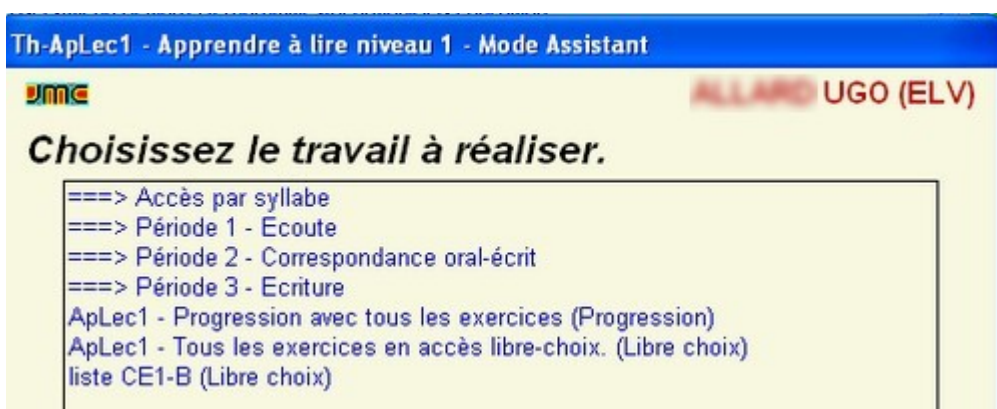 Th-ApLec1 - Apprendre à lire niveau 1 - Mode Assistant
JMC
UGO (ELV)
Choisissez le travail à réaliser.
===> Accès par syllabe
===> Période 1 - Ecoute
===> Période 2 - Correspondance oral-écrit
===> Période 3 - Ecriture
ApLec1 - Progression avec tous les exercices (Progression)
ApLec1 - Tous les exercices en accès libre-choix. (Libre choix)
liste CE1-B (Libre choix)